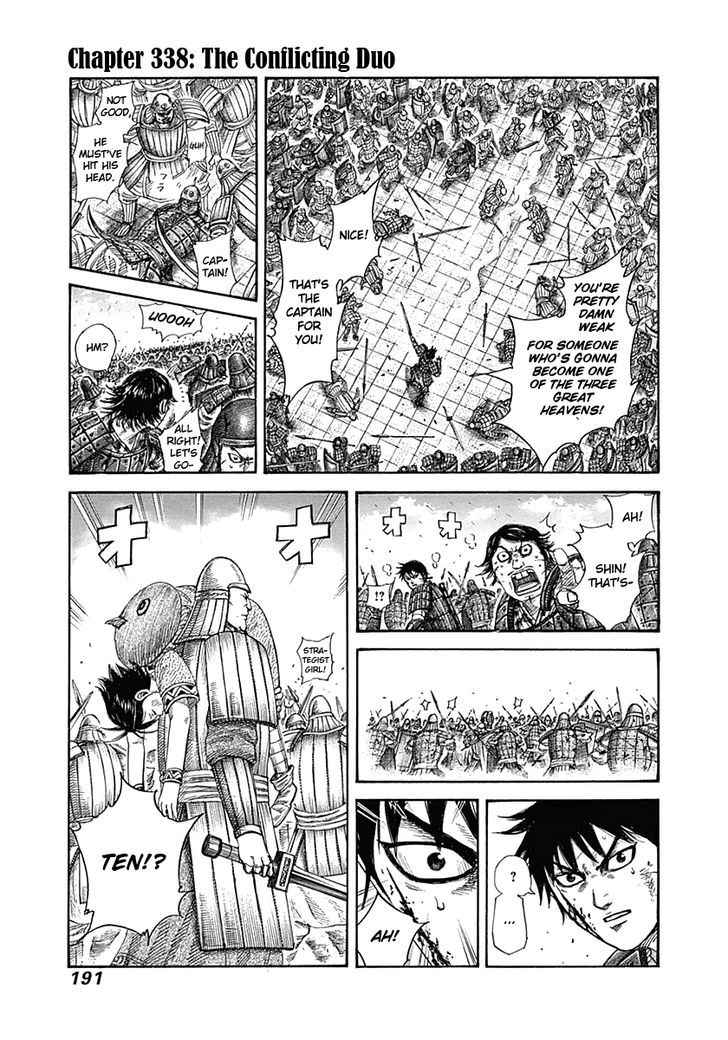 Chapter 338: The Conflicting Duo
YOU'RE
PRETTY
DAMN
WEAK
FOR SOMEONE
WHO'S GONNA
BECOME ONE
OF THE THREE
GREAT
HEAVENS!
NICE!
THAT'S
THE
CAPTAIN
FOR
YOU!
NOT
GOOD,
HE
MUST'VE
HIT HIS
HEAD.
GUH
CAP-
TAIN!
UOOOH
HM?
ALL
RIGHT!
LET'S
GO-
AH!
SHIN!
THAT'S-
!?
?
...
AH!
STRA-
TEGIST
GIRL!
TEN!?
191